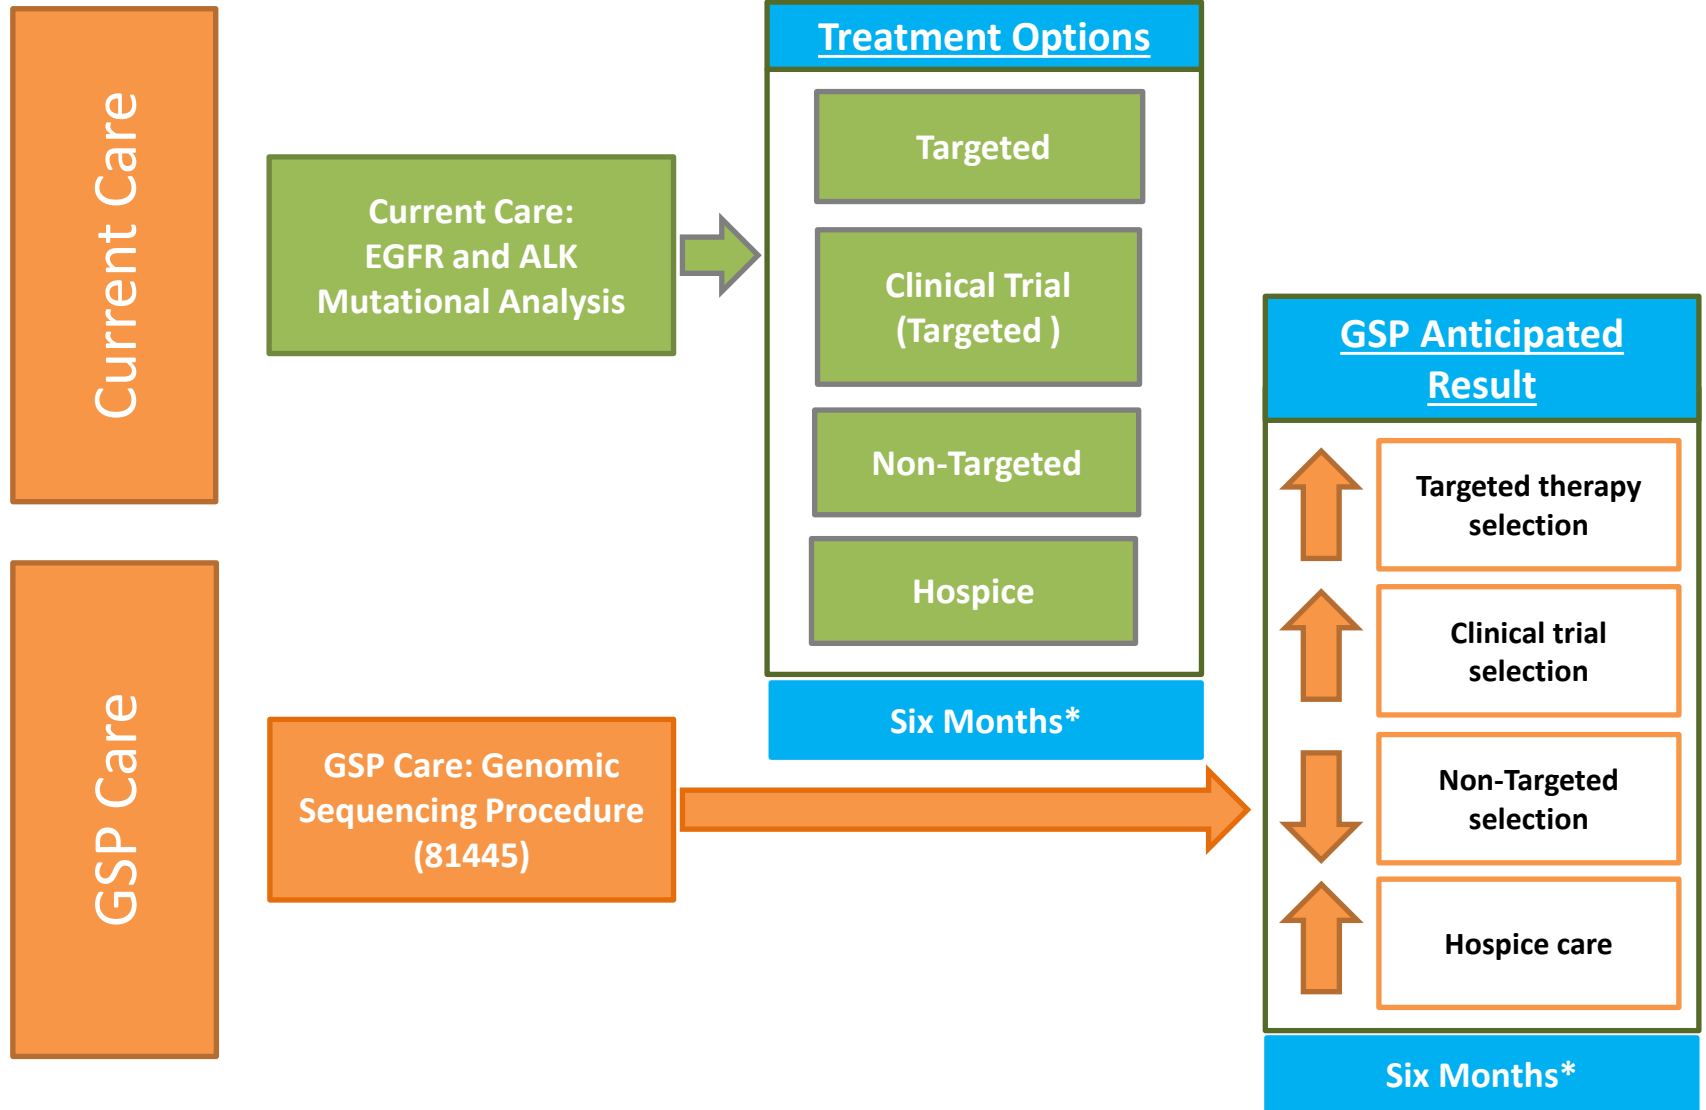 Current Care
Current Care:
EGFR and ALK
Mutational Analysis
Treatment Options
Targeted
Clinical Trial
(Targeted )
Non-Targeted
Hospice
Six Months*
GSP Care
GSP Care: Genomic
Sequencing Procedure
(81445)
GSP Anticipated
Result
Targeted therapy
selection
Clinical trial
selection
Non-Targeted
selection
Hospice care
Six Months*